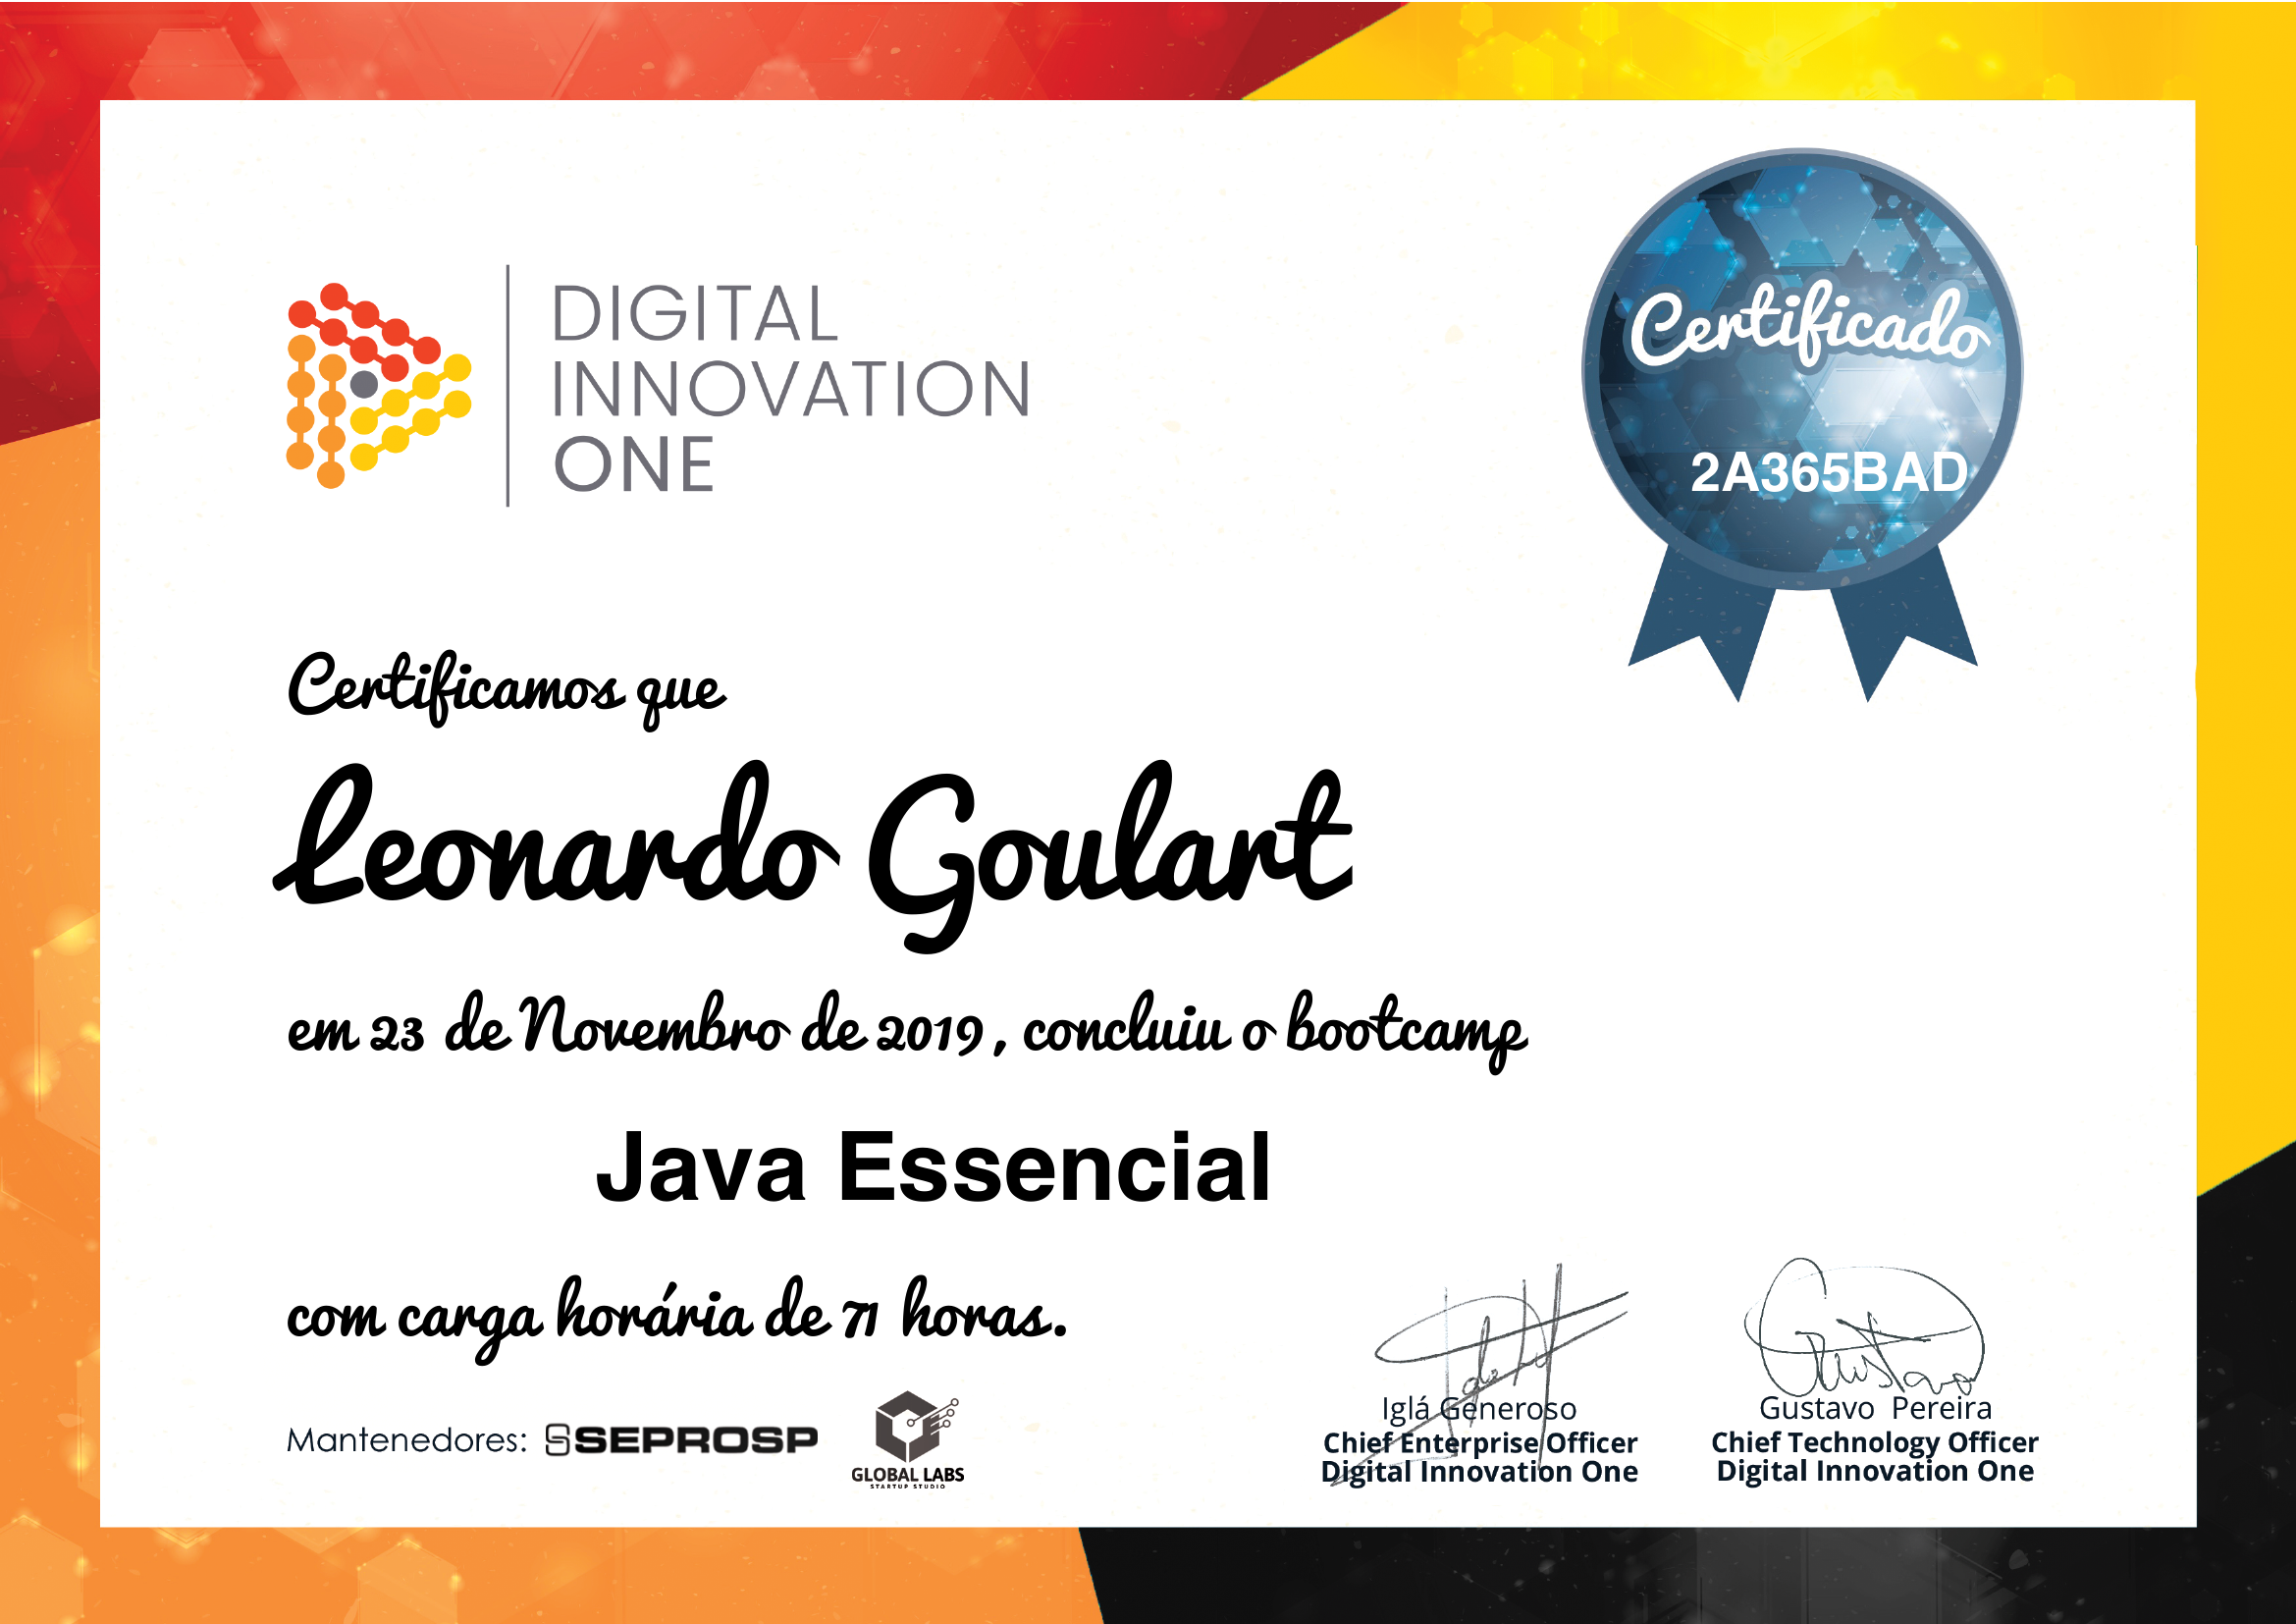 DIGITAL
INNOVATION
ONE
Certificado
2A365BAD
Certificamos que
Leonardo Goulart
em 23 de Novembro de 2019, concluiu o bootcamp
Java Essencial
com carga horária de 71 horas.
Mantenedores: SEPROSP
GLOBAL LABS
STARTUP STUDIO
Iglá Generoso
Chief Enterprise Officer
Digital Innovation One
Gustavo Pereira
Chief Technology Officer
Digital Innovation One